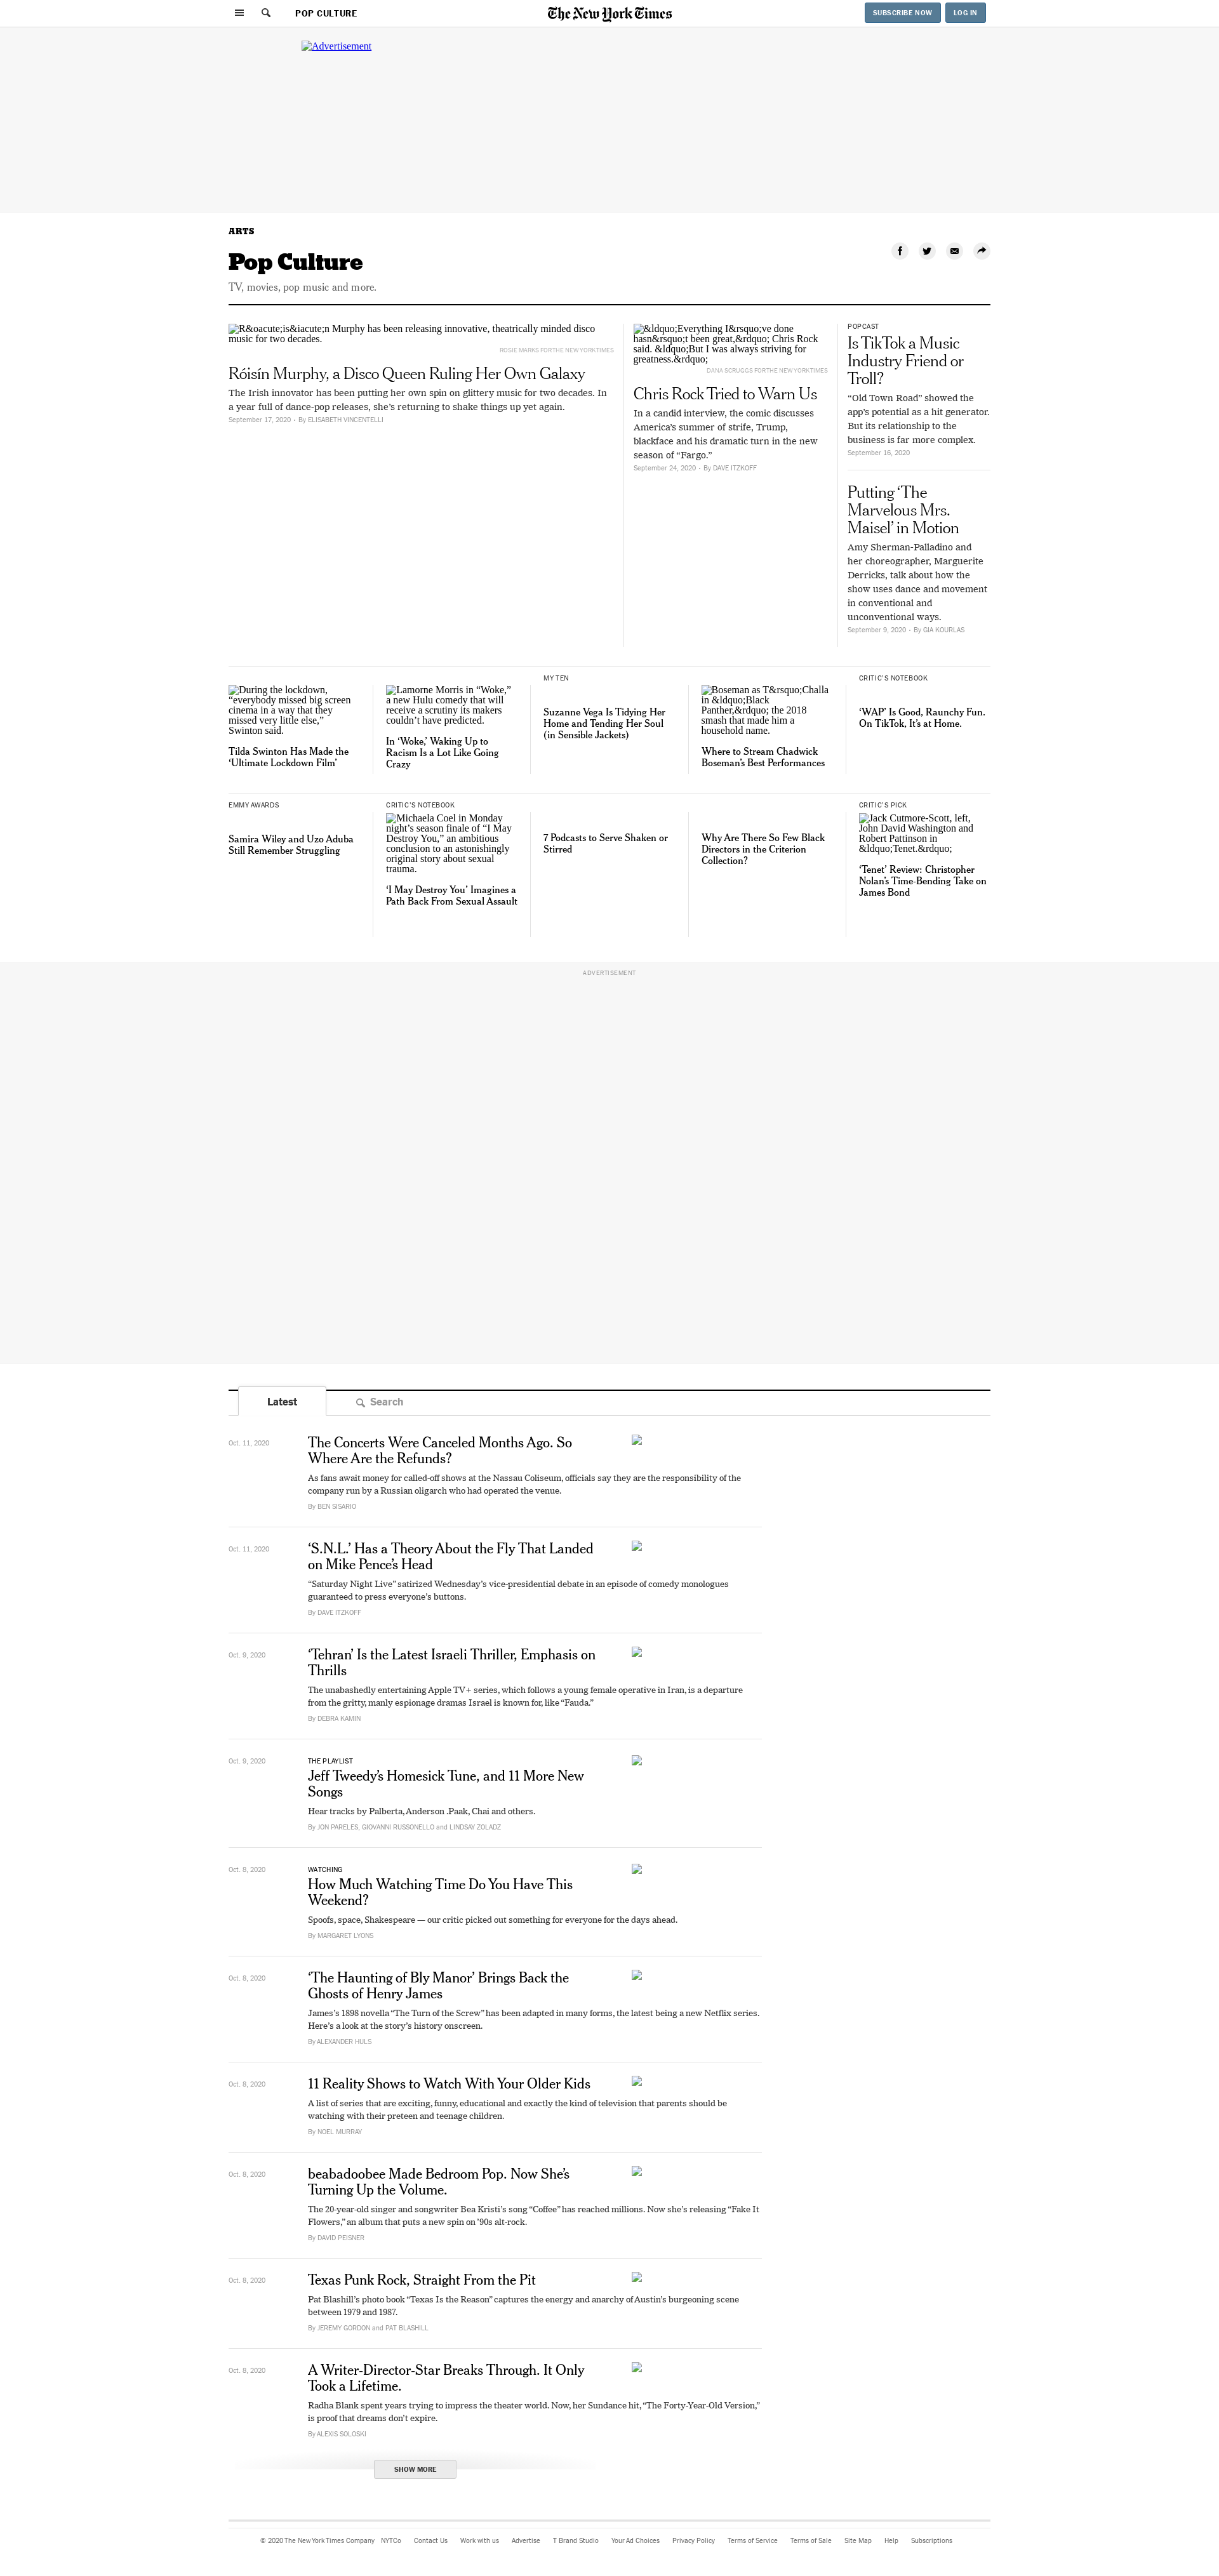 POP CULTURE
The New York Times
SUBSCRIBE NOW
LOG IN
Advertisement
ARTS
Pop Culture
TV, movies, pop music and more.
R&oacute;is&iacute;n Murphy has been releasing innovative, theatrically minded disco
music for two decades.
ROSIE MARKS FOR THE NEW YORK TIMES
Róisín Murphy, a Disco Queen Ruling Her Own Galaxy
The Irish innovator has been putting her own spin on glittery music for two decades. In
a year full of dance-pop releases, she's returning to shake things up yet again.
September 17, 2020 - By ELISABETH VINCENTELLI
&ldquo;Everything I&rsquo;ve done
hasn&rsquo;t been great,&rdquo; Chris Rock
said. &ldquo;But I was always striving for
greatness.&rdquo;
DANA SCRUGGS FOR THE NEW YORK TIMES
Chris Rock Tried to Warn Us
In a candid interview, the comic discusses
America's summer of strife, Trump,
blackface and his dramatic turn in the new
season of “Fargo.”
September 24, 2020 - By DAVE ITZKOFF
POPCAST
Is TikTok a Music
Industry Friend or
Troll?
“Old Town Road” showed the
app's potential as a hit generator.
But its relationship to the
business is far more complex.
September 16, 2020
Putting ‘The
Marvelous Mrs.
Maisel’ in Motion
Amy Sherman-Palladino and
her choreographer, Marguerite
Derricks, talk about how the
show uses dance and movement
in conventional and
unconventional ways.
September 9, 2020 - By GIA KOURLAS
During the lockdown,
“everybody missed big screen
cinema in a way that they
missed very little else,”
Swinton said.
Tilda Swinton Has Made the
‘Ultimate Lockdown Film’
Lamorne Morris in “Woke,”
a new Hulu comedy that will
receive a scrutiny its makers
couldn’t have predicted.
In ‘Woke,’ Waking Up to
Racism Is a Lot Like Going
Crazy
MY TEN
Suzanne Vega Is Tidying Her
Home and Tending Her Soul
(in Sensible Jackets)
Boseman as T&rsquo;Challa
in &ldquo;Black
Panther,&rdquo; the 2018
smash that made him a
household name.
Where to Stream Chadwick
Boseman’s Best Performances
CRITIC’S NOTEBOOK
‘WAP’ Is Good, Raunchy Fun.
On TikTok, It’s at Home.
EMMY AWARDS
Samira Wiley and Uzo Aduba
Still Remember Struggling
CRITIC’S NOTEBOOK
Michaela Coel in Monday
night’s season finale of “I May
Destroy You,” an ambitious
conclusion to an astonishingly
original story about sexual
trauma.
‘I May Destroy You’ Imagines a
Path Back From Sexual Assault
7 Podcasts to Serve Shaken or
Stirred
Why Are There So Few Black
Directors in the Criterion
Collection?
CRITIC’S PICK
Jack Cutmore-Scott, left,
John David Washington and
Robert Pattinson in
&ldquo;Tenet.&rdquo;
‘Tenet’ Review: Christopher
Nolan’s Time-Bending Take on
James Bond
ADVERTISEMENT
Latest
Search
Oct. 11, 2020
The Concerts Were Canceled Months Ago. So
Where Are the Refunds?
As fans await money for called-off shows at the Nassau Coliseum, officials say they are the responsibility of the
company run by a Russian oligarch who had operated the venue.
By BEN SISARIO
Oct. 11, 2020
‘S.N.L.’ Has a Theory About the Fly That Landed
on Mike Pence’s Head
“Saturday Night Live” satirized Wednesday’s vice-presidential debate in an episode of comedy monologues
guaranteed to press everyone’s buttons.
By DAVE ITZKOFF
Oct. 9, 2020
‘Tehran’ Is the Latest Israeli Thriller, Emphasis on
Thrills
The unabashedly entertaining Apple TV+ series, which follows a young female operative in Iran, is a departure
from the gritty, manly espionage dramas Israel is known for, like “Fauda.”
By DEBRA KAMIN
Oct. 9, 2020
THE PLAYLIST
Jeff Tweedy’s Homesick Tune, and 11 More New
Songs
Hear tracks by Palberta, Anderson .Paak, Chai and others.
By JON PARELES, GIOVANNI RUSSONELLO and LINDSAY ZOLADZ
Oct. 8, 2020
WATCHING
How Much Watching Time Do You Have This
Weekend?
Spoofs, space, Shakespeare — our critic picked out something for everyone for the days ahead.
By MARGARET LYONS
Oct. 8, 2020
‘The Haunting of Bly Manor’ Brings Back the
Ghosts of Henry James
James’s 1898 novella “The Turn of the Screw” has been adapted in many forms, the latest being a new Netflix series.
Here’s a look at the story’s history onscreen.
By ALEXANDER HULS
Oct. 8, 2020
11 Reality Shows to Watch With Your Older Kids
A list of series that are exciting, funny, educational and exactly the kind of television that parents should be
watching with their preteen and teenage children.
By NOEL MURRAY
Oct. 8, 2020
beabadoobee Made Bedroom Pop. Now She’s
Turning Up the Volume.
The 20-year-old singer and songwriter Bea Kristi’s song “Coffee” has reached millions. Now she’s releasing “Fake It
Flowers,” an album that puts a new spin on ’90s alt-rock.
By DAVID PEISNER
Oct. 8, 2020
Texas Punk Rock, Straight From the Pit
Pat Blashill’s photo book “Texas Is the Reason” captures the energy and anarchy of Austin’s burgeoning scene
between 1979 and 1987.
By JEREMY GORDON and PAT BLASHILL
Oct. 8, 2020
A Writer-Director-Star Breaks Through. It Only
Took a Lifetime.
Radha Blank spent years trying to impress the theater world. Now, her Sundance hit, “The Forty-Year-Old Version,”
is proof that dreams don’t expire.
By ALEXIS SOLOSKI
SHOW MORE
© 2020 The New York Times Company NYTCo Contact Us Work with us Advertise T Brand Studio Your Ad Choices Privacy Policy Terms of Service Terms of Sale Site Map Help Subscriptions